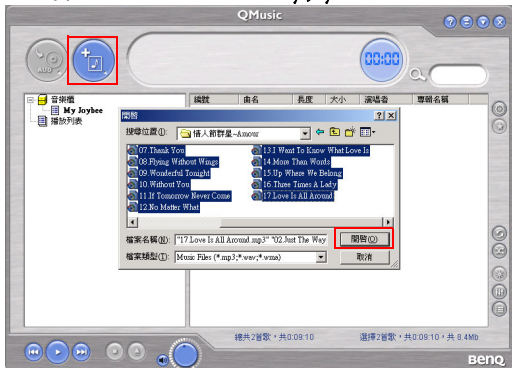 QMusic
00:00
AUD
編號 曲名 長度 大小 演唱者 專輯名稱
音樂櫃
My Joybee
播放列表
開啟
搜尋位置(I): 情人節群星~Amour
07.Thank You
08.Flying Without Wings
09.Wonderful Tonight
10.Without You
11.If Tomorrow Never Come
12.No Matter What
13.I Want To Know What Love Is
14.More Than Words
15.Up Where We Belong
16.Three Times A Lady
17.Love Is All Around
檔案名稱(N): "17.Love Is All Around.mp3" "02.Just The Way 開啟(O)
檔案類型(T): Music Files (*.mp3;*.wav;*.wma) 取消
總共2首歌，共0:09:10 選擇2首歌，共0:09:10，共 8.4Mb
BenQ